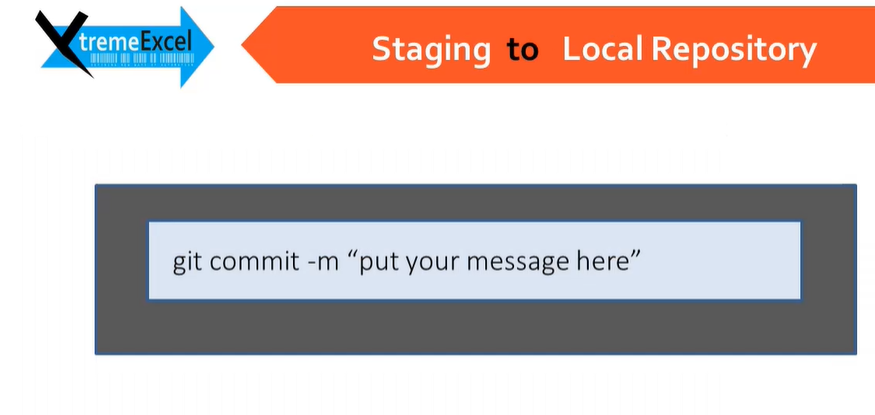 XtremeExcel
Staging to Local Repository
git commit -m “put your message here”